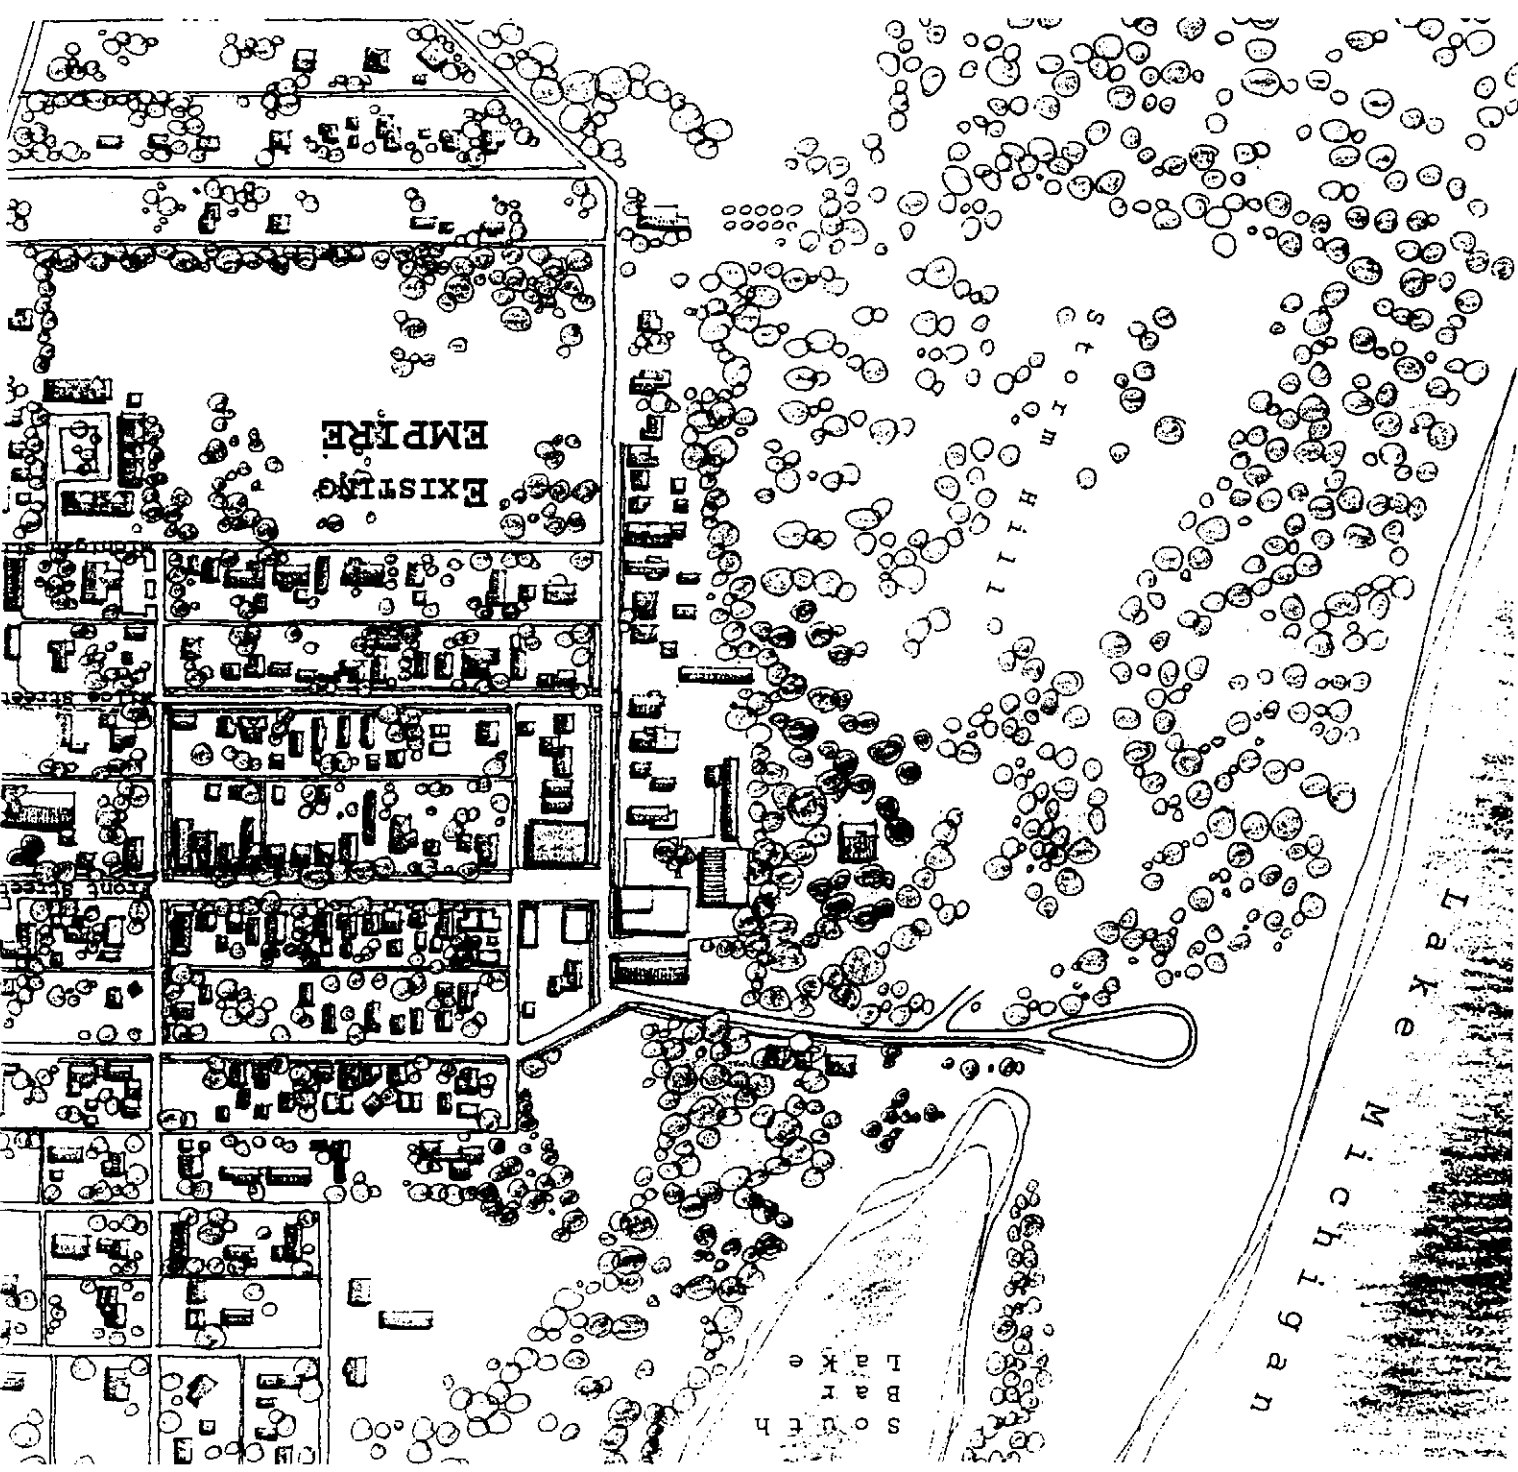 EXISTING
EMPIRE
Storm Hill
Lake Michigan
South
Bar
Lake
Front Street